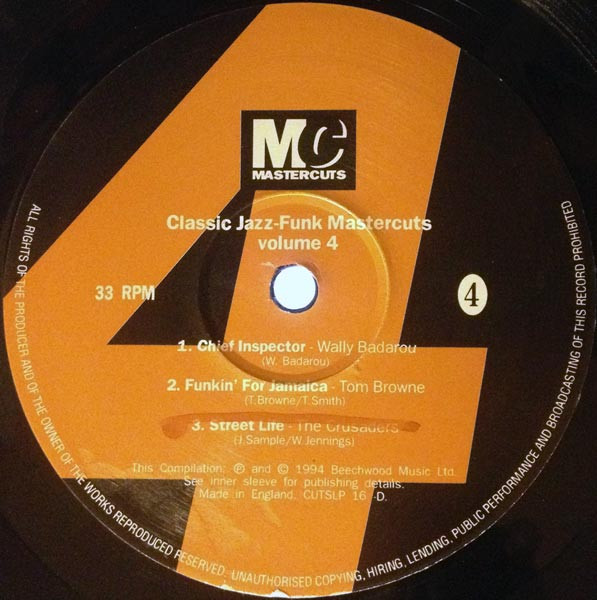 Mc
MASTERCUTS
Classic Jazz-Funk Mastercuts
volume 4
33 RPM
4
1. Chief Inspector - Wally Badarou
(W. Badarou)
2. Funkin' For Jamaica - Tom Browne
(T.Browne/T.Smith)
3. Street Life - The Crusaders
(J.Sample/W.Jennings)
This Compilation: ℗ and © 1994 Beechwood Music Ltd.
See inner sleeve for publishing details.
Made in England. CUTSLP 16 -D.
ALL RIGHTS OF THE PRODUCER AND OF THE OWNER OF THE WORKS REPRODUCED RESERVED. UNAUTHORISED COPYING, HIRING, LENDING, PUBLIC PERFORMANCE AND BROADCASTING OF THIS RECORD PROHIBITED
4